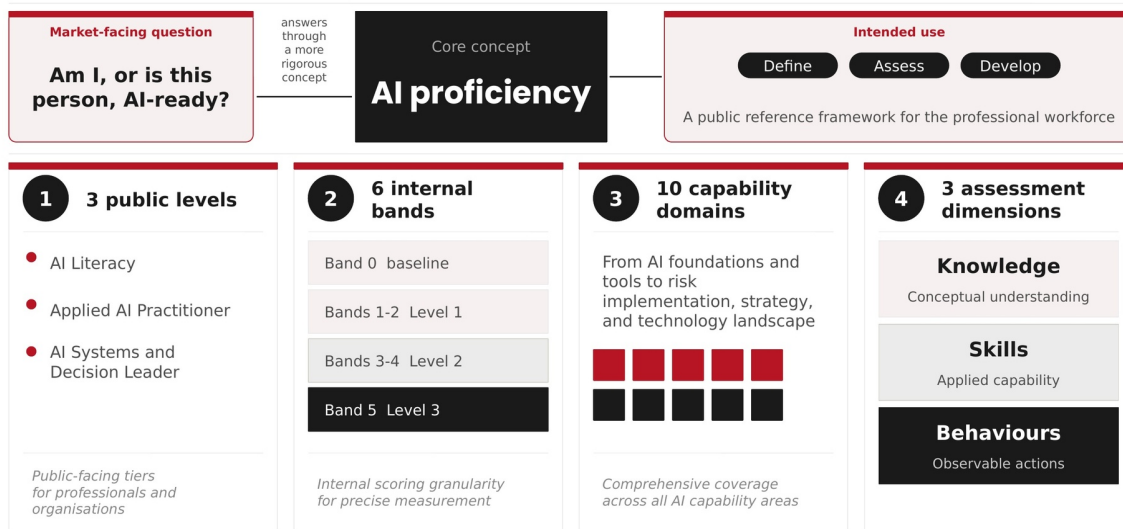 Market-facing question
Am I, or is this
person, AI-ready?
answers
through
a more
rigorous
concept
Core concept
AI proficiency
Intended use
Define
Assess
Develop
A public reference framework for the professional workforce
1
3 public levels
AI Literacy
Applied AI Practitioner
AI Systems and
Decision Leader
Public-facing tiers
for professionals and
organisations
2
6 internal
bands
Band 0 baseline
Bands 1-2 Level 1
Bands 3-4 Level 2
Band 5 Level 3
Internal scoring granularity
for precise measurement
3
10 capability
domains
From AI foundations and
tools to risk
implementation, strategy,
and technology landscape
Comprehensive coverage
across all AI capability areas
4
3 assessment
dimensions
Knowledge
Conceptual understanding
Skills
Applied capability
Behaviours
Observable actions